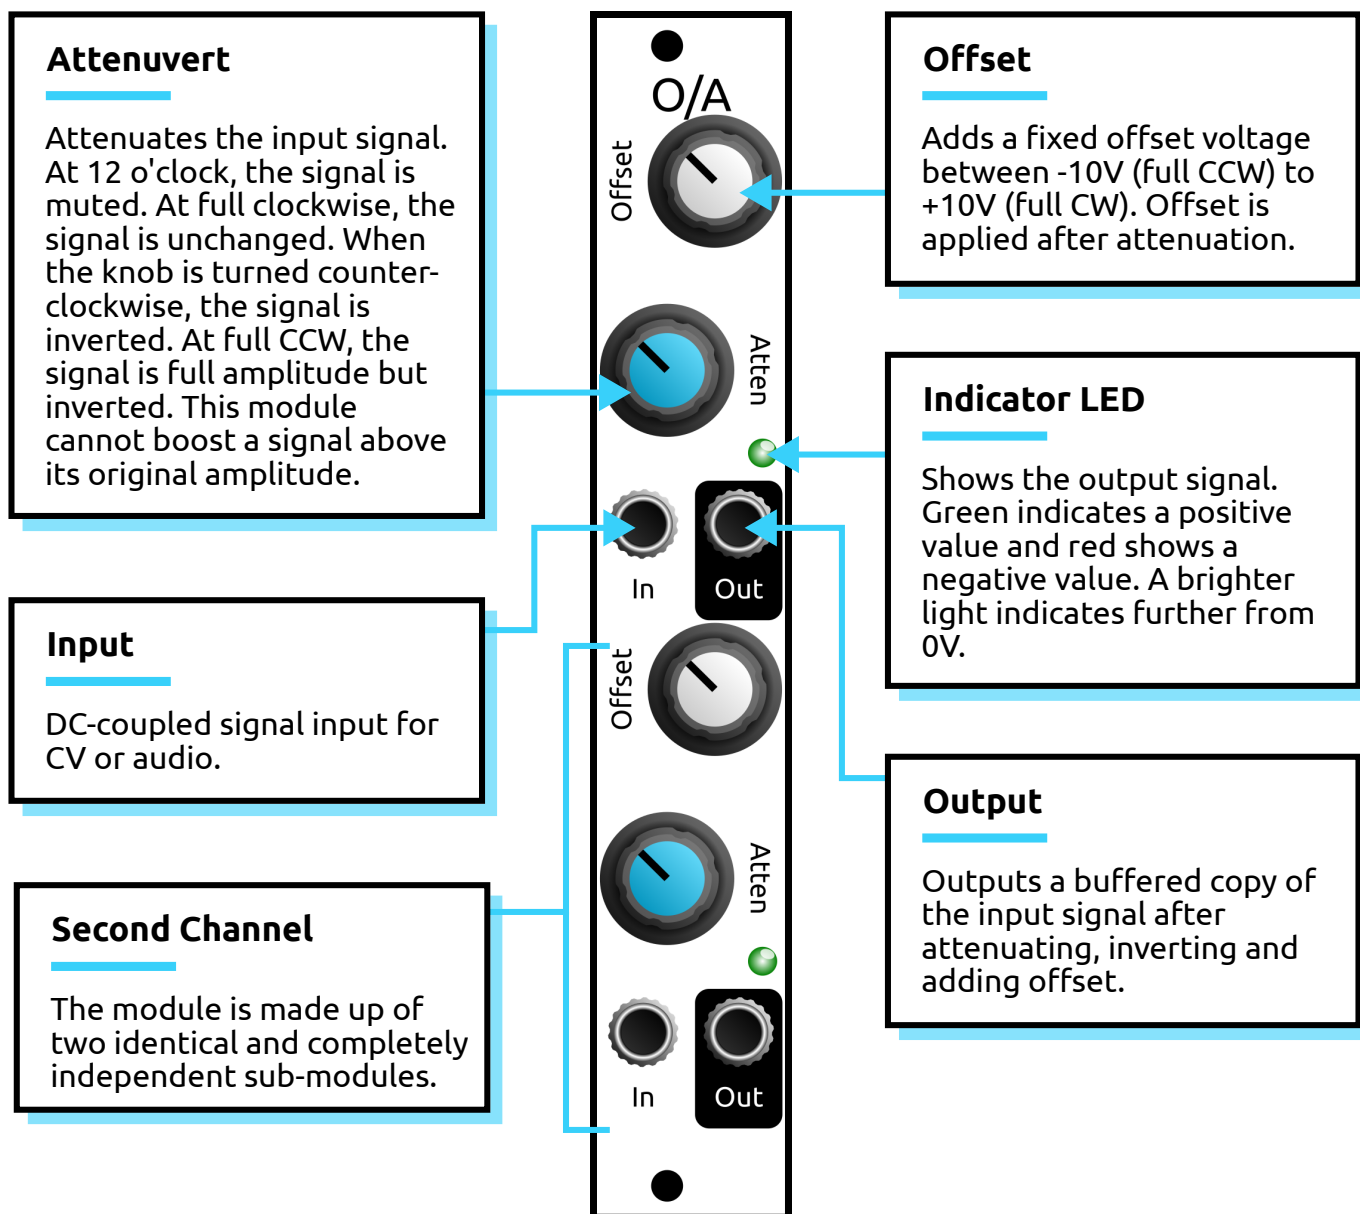 Attenuvert
Attenuates the input signal.
At 12 o'clock, the signal is
muted. At full clockwise, the
signal is unchanged. When
the knob is turned counter-
clockwise, the signal is
inverted. At full CCW, the
signal is full amplitude but
inverted. This module
cannot boost a signal above
its original amplitude.
Input
DC-coupled signal input for
CV or audio.
Second Channel
The module is made up of
two identical and completely
independent sub-modules.
O/A
Offset
Atten
In
Out
Offset
Atten
In
Out
Offset
Adds a fixed offset voltage
between -10V (full CCW) to
+10V (full CW). Offset is
applied after attenuation.
Indicator LED
Shows the output signal.
Green indicates a positive
value and red shows a
negative value. A brighter
light indicates further from
0V.
Output
Outputs a buffered copy of
the input signal after
attenuating, inverting and
adding offset.